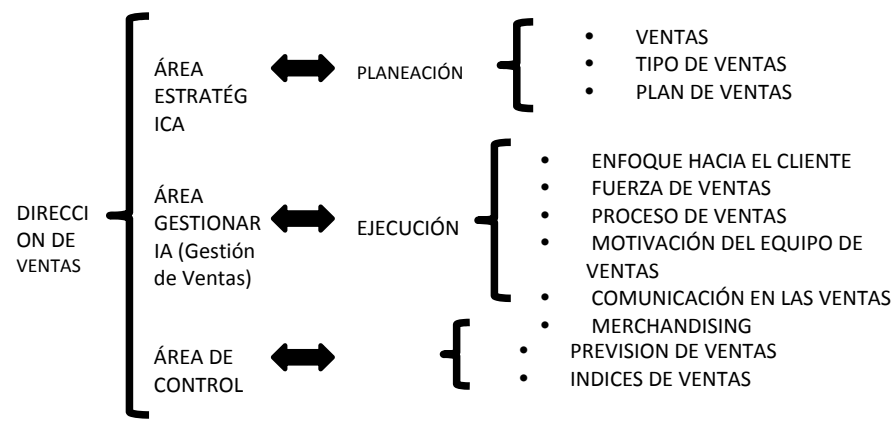 DIRECCI
ON DE
VENTAS
ÁREA
ESTRATÉG
ICA
PLANEACIÓN
• VENTAS
• TIPO DE VENTAS
• PLAN DE VENTAS
ÁREA
GESTIONAR
IA (Gestión
de Ventas)
EJECUCIÓN
• ENFOQUE HACIA EL CLIENTE
• FUERZA DE VENTAS
• PROCESO DE VENTAS
• MOTIVACIÓN DEL EQUIPO DE
VENTAS
• COMUNICACIÓN EN LAS VENTAS
• MERCHANDISING
ÁREA DE
CONTROL
• PREVISION DE VENTAS
• INDICES DE VENTAS